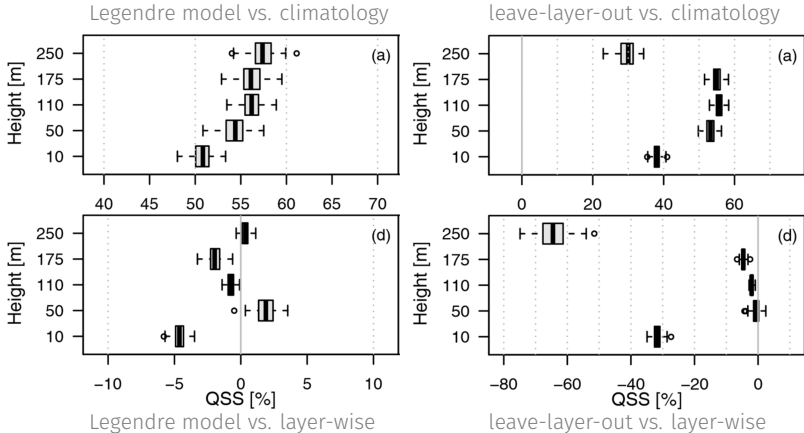 Legendre model vs. climatology
leave-layer-out vs. climatology
Height [m]
250
175
110
50
10
(a)
40 45 50 55 60 65 70
Height [m]
250
175
110
50
10
(a)
0 20 40 60
Height [m]
250
175
110
50
10
(d)
−10 −5 0 5 10
QSS [%]
Height [m]
250
175
110
50
10
(d)
−80 −60 −40 −20 0
QSS [%]
Legendre model vs. layer-wise
leave-layer-out vs. layer-wise